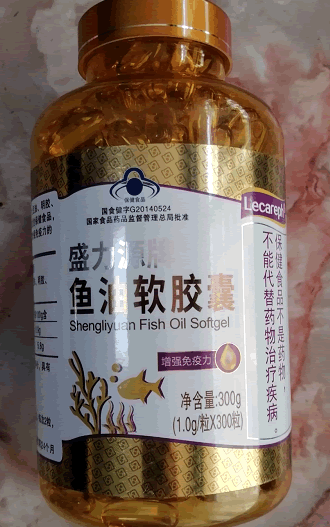 保健食品
国食健字G20140524
国家食品药品监督管理总局批准
盛力源牌
鱼油软胶囊
Shengliyuan Fish Oil Softgel
增强免疫力
净含量:300g
(1.0g/粒X300粒)
保健食品不是药物,
不能代替药物治疗疾病。